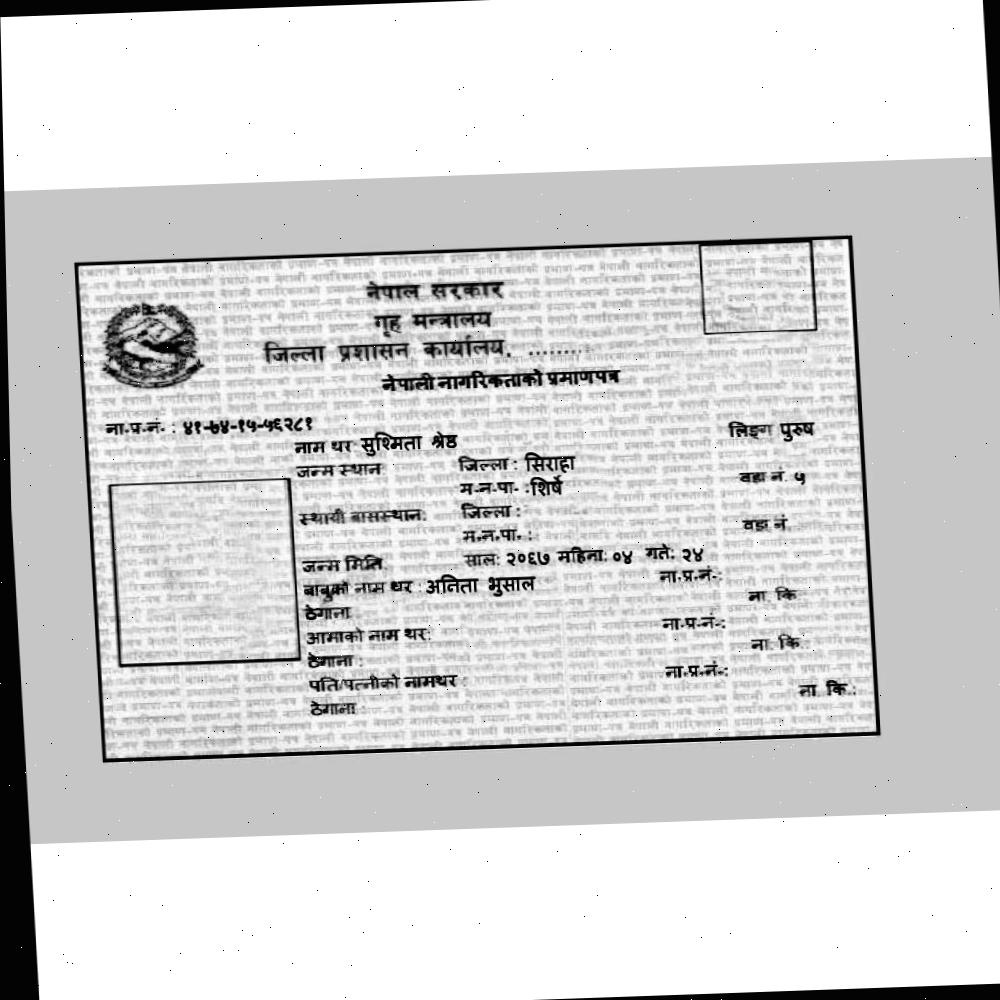 नेपाल सरकार
गृह मन्त्रालय
जिल्ला प्रशासन कार्यालय, .........
नेपाली नागरिकताको प्रमाणपत्र
ना.प्र.नं. : ४१-७४-१५-५६२८१
नाम थर सुश्मिता श्रेष्ठ लिङ्ग पुरुष
जन्म स्थान जिल्ला : सिराहा
म.न.पा. : शिर्षे वडा नं. ५
स्थायी बासस्थान: जिल्ला :
म.न.पा. : वडा नं.
जन्म मिति साल: २०६७ महिना: ०४ गते: २४
बाबुको नाम थर : अनिता भुसाल ना.प्र.नं.:
ठेगाना ना. कि
आमाको नाम थर: ना.प्र.नं.:
ठेगाना : ना. कि.:
पति/पत्नीको नामथर : ना.प्र.नं.:
ठेगाना : ना. कि.: